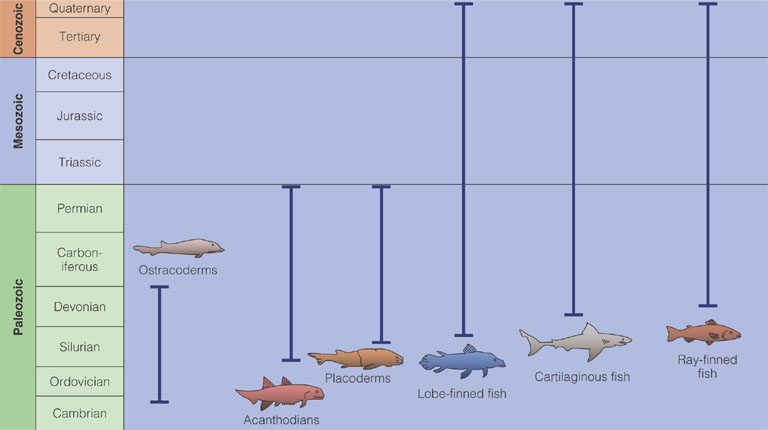 Cenozoic
Quaternary
Tertiary
Mesozoic
Cretaceous
Jurassic
Triassic
Paleozoic
Permian
Carbon-
iferous
Devonian
Silurian
Ordovician
Cambrian
Ostracoderms
Acanthodians
Placoderms
Lobe-finned fish
Cartilaginous fish
Ray-finned
fish